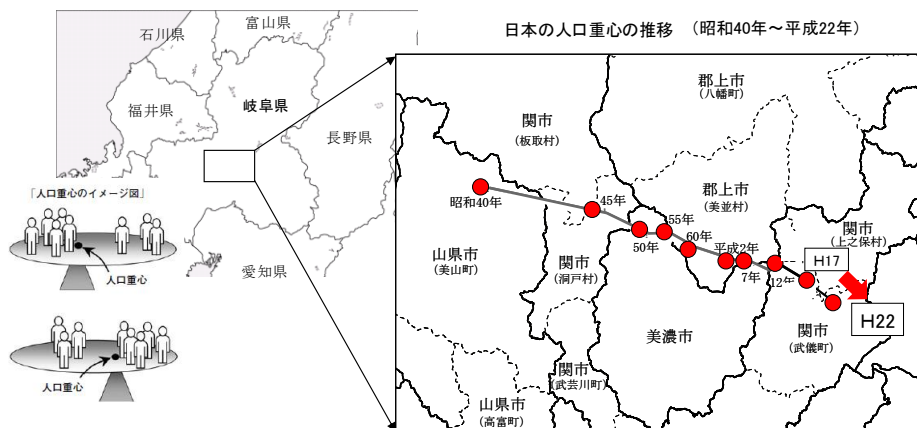 日本の人口重心の推移 （昭和40年～平成22年）
石川県
富山県
福井県
岐阜県
長野県
愛知県
「人口重心のイメージ図」
人口重心
人口重心
郡上市
（八幡町）
関市
（板取村）
昭和40年
45年
郡上市
（美並村）
50年
55年
60年
平成2年
7年
12年
H17
H22
関市
（上之保村）
山県市
（美山町）
関市
（洞戸村）
美濃市
関市
（武儀町）
関市
（武芸川町）
山県市
（高富町）